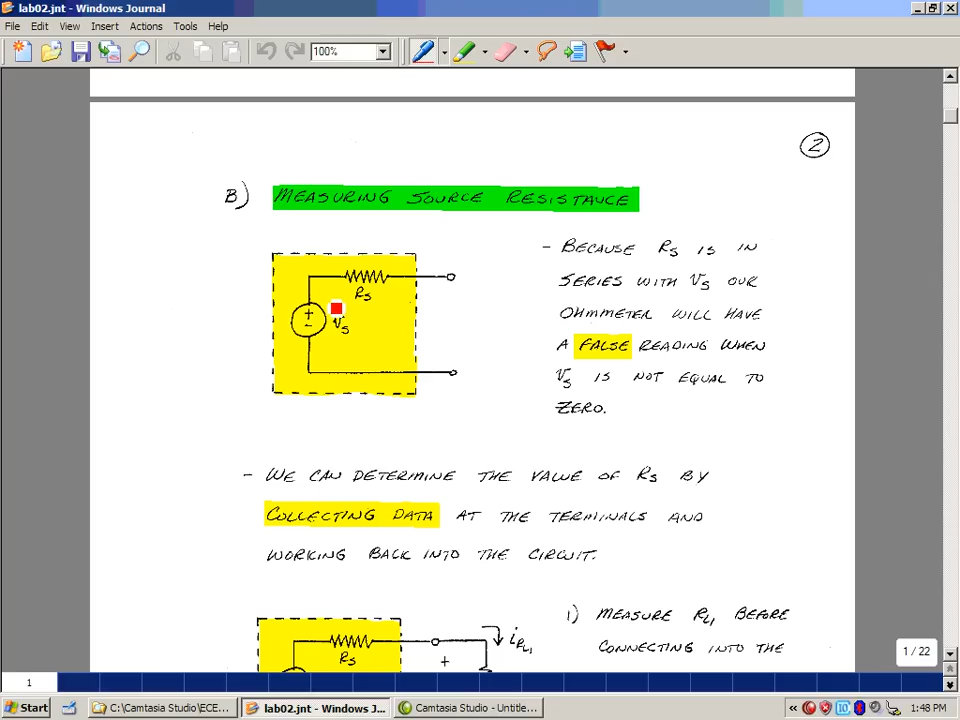 lab02.jnt - Windows Journal
File Edit View Insert Actions Tools Help
100%
2
B) MEASURING SOURCE RESISTANCE
- BECAUSE RS IS IN
SERIES WITH VS OUR
OHMMETER WILL HAVE
A FALSE READING WHEN
VS IS NOT EQUAL TO
ZERO.
RS
+
-
VS
- WE CAN DETERMINE THE VALUE OF RS BY
COLLECTING DATA AT THE TERMINALS AND
WORKING BACK INTO THE CIRCUIT.
1) MEASURE RL1 BEFORE
CONNECTING INTO THE
RS
iRL1
+
1 / 22
1
Start
C:\Camtasia Studio\ECE...
lab02.jnt - Windows J...
Camtasia Studio - Untitle...
« 1:48 PM